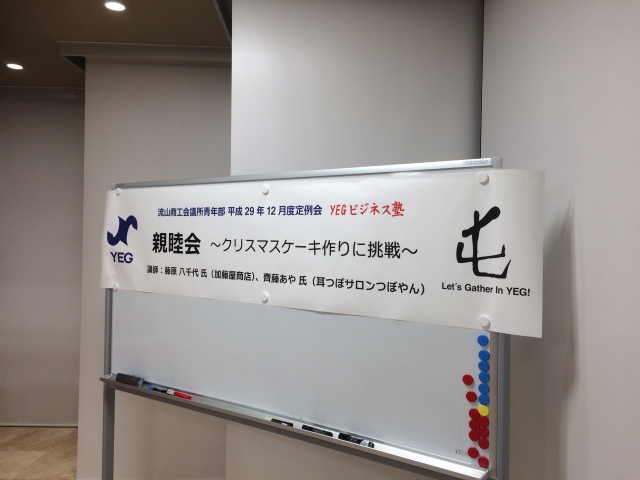 流山商工会議所青年部 平成29年12月度定例会 YEGビジネス塾
YEG
親睦会 ～クリスマスケーキ作りに挑戦～
講師：藤原 八千代 氏（加藤屋商店）、齊藤あや 氏（耳つぼサロンつぼやん）
屯
Let's Gather In YEG!